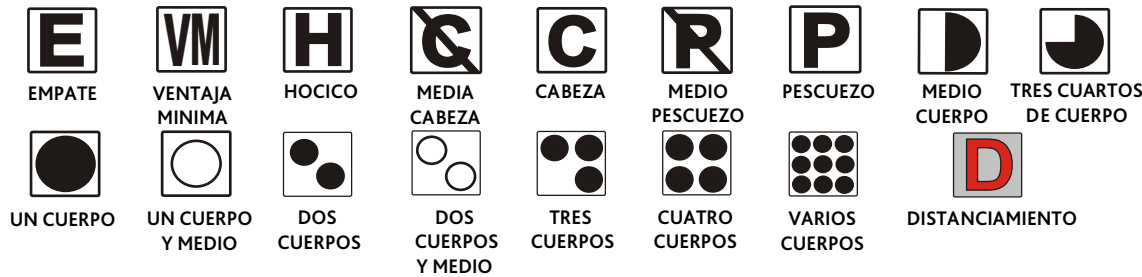 E VM H C C R P
EMPATE VENTAJA HOCICO MEDIA CABEZA MEDIO PESCUEZO MEDIO TRES CUARTOS
MINIMA CABEZA PESCUEZO CUERPO DE CUERPO
D
UN CUERPO UN CUERPO DOS DOS TRES CUATRO VARIOS DISTANCIAMIENTO
Y MEDIO CUERPOS CUERPOS CUERPOS CUERPOS CUERPOS
Y MEDIO